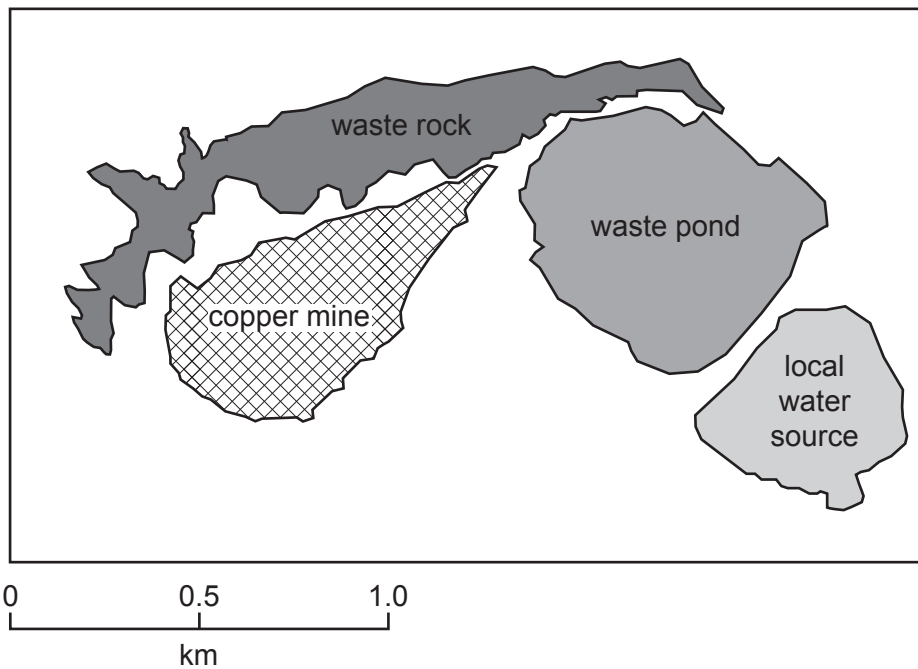 waste rock
waste pond
copper mine
local
water
source
0 0.5 1.0
km